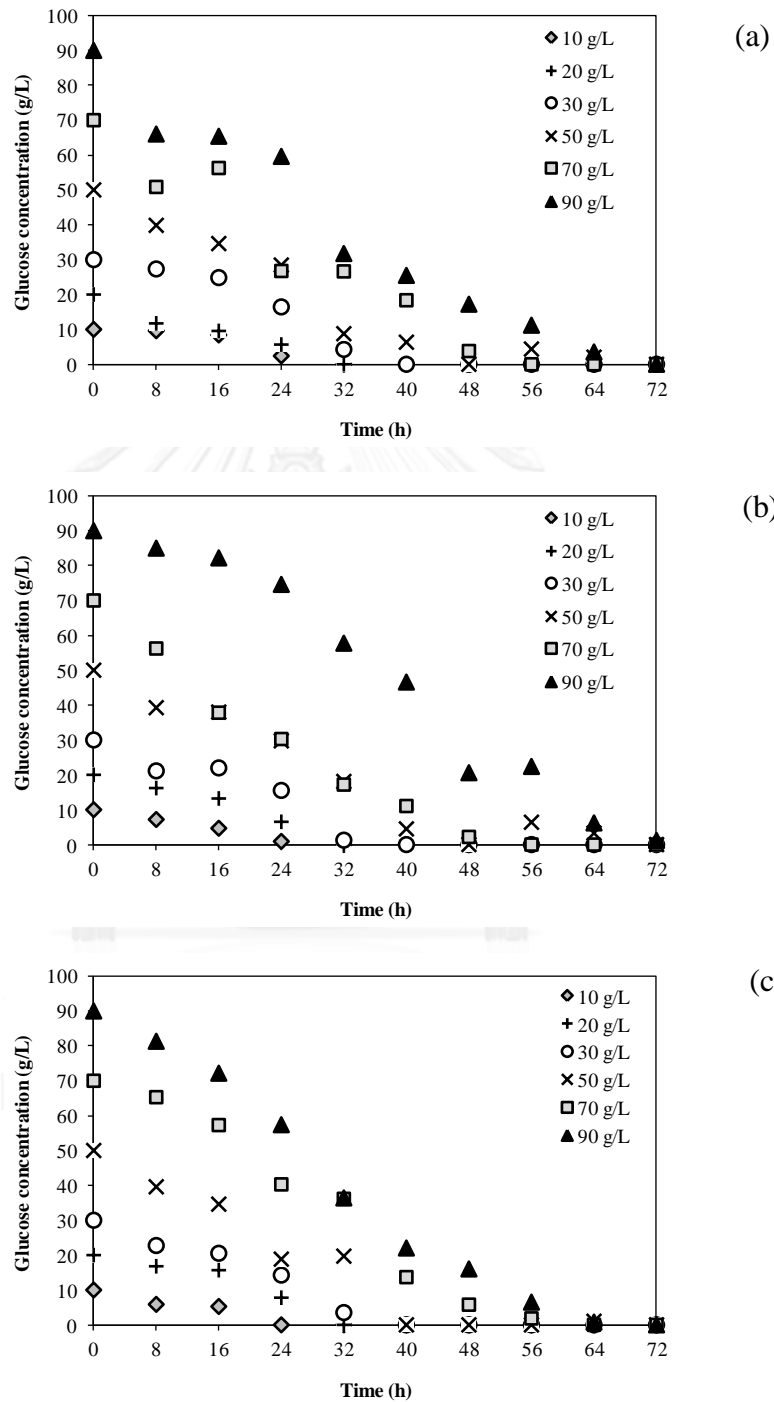 (a)
100
90
80
70
60
50
40
30
20
10
0
Glucose concentration (g/L)
10 g/L
20 g/L
30 g/L
50 g/L
70 g/L
90 g/L
0 8 16 24 32 40 48 56 64 72
Time (h)
(b)
100
90
80
70
60
50
40
30
20
10
0
Glucose concentration (g/L)
10 g/L
20 g/L
30 g/L
50 g/L
70 g/L
90 g/L
0 8 16 24 32 40 48 56 64 72
Time (h)
(c
100
90
80
70
60
50
40
30
20
10
0
Glucose concentration (g/L)
10 g/L
20 g/L
30 g/L
50 g/L
70 g/L
90 g/L
0 8 16 24 32 40 48 56 64 72
Time (h)